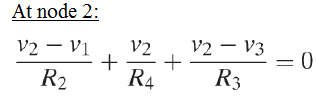 At node 2:
(v₂ − v₁)/R₂ + v₂/R₄ + (v₂ − v₃)/R₃ = 0